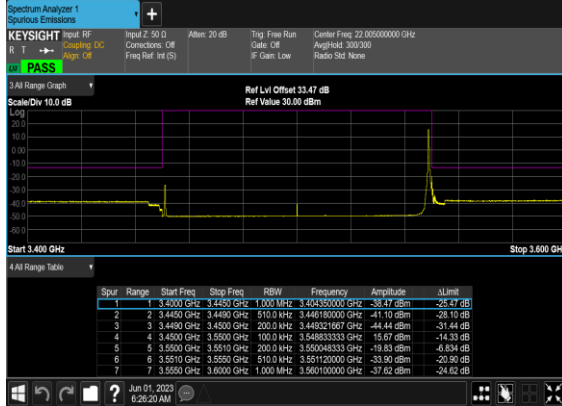 Spectrum Analyzer 1
Spurious Emissions
+
KEYSIGHT Input: RF Input Z: 50 Ω Atten: 20 dB Trig: Free Run Center Freq: 22.005000000 GHz
R T Coupling: DC Corrections: Off Gate: Off Avg|Hold: 300/300
Align: Off Freq Ref: Int (S) IF Gain: Low Radio Std: None
PASS
3 All Range Graph
Ref Lvl Offset 33.47 dB
Scale/Div 10.0 dB Ref Value 30.00 dBm
Log
20.0
10.0
0.00
-10.0
-20.0
-30.0
-40.0
-50.0
-60.0
Start 3.400 GHz Stop 3.600 GHz
4 All Range Table
Spur Range Start Freq Stop Freq RBW Frequency Amplitude ΔLimit
1 1 3.4000 GHz 3.4450 GHz 1.000 MHz 3.404350000 GHz -38.47 dBm -25.47 dB
2 2 3.4450 GHz 3.4490 GHz 510.0 kHz 3.446180000 GHz -41.10 dBm -28.10 dB
3 3 3.4490 GHz 3.4500 GHz 200.0 kHz 3.449321667 GHz -44.44 dBm -31.44 dB
4 4 3.4500 GHz 3.5500 GHz 100.0 kHz 3.548833333 GHz 15.67 dBm -14.33 dB
5 5 3.5500 GHz 3.5510 GHz 200.0 kHz 3.550048333 GHz -19.83 dBm -6.834 dB
6 6 3.5510 GHz 3.5550 GHz 510.0 kHz 3.551120000 GHz -33.90 dBm -20.90 dB
7 7 3.5550 GHz 3.6000 GHz 1.000 MHz 3.560100000 GHz -37.62 dBm -24.62 dB
? Jun 01, 2023
6:26:20 AM